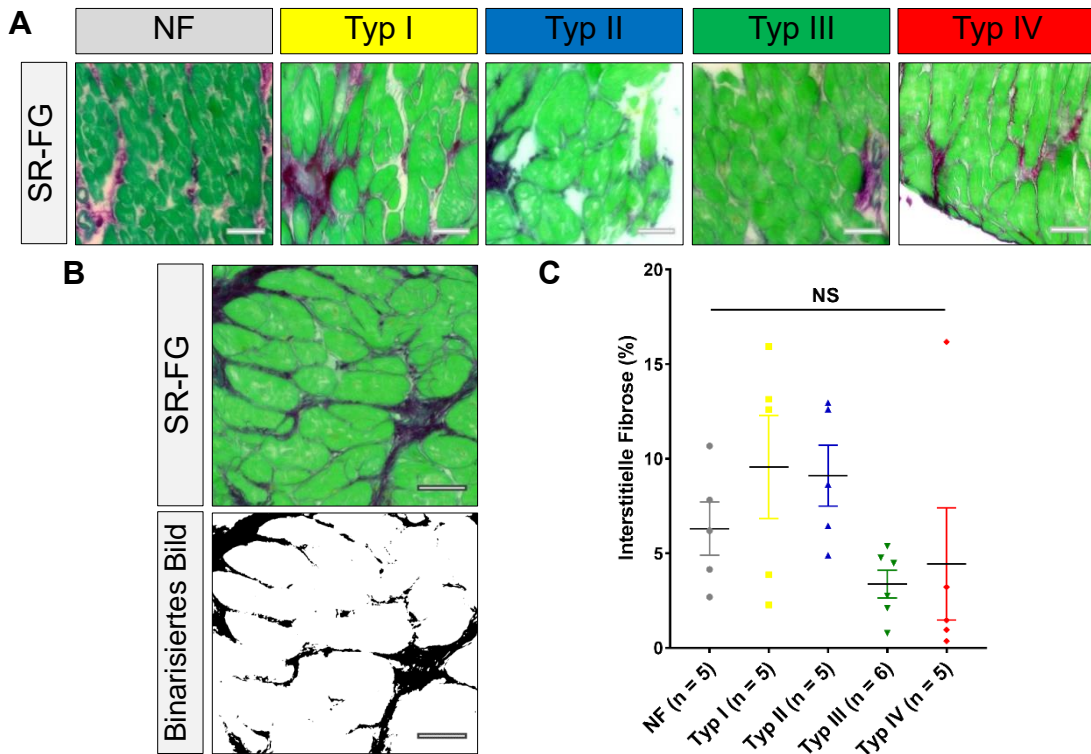 A
NF
Typ I
Typ II
Typ III
Typ IV
SR-FG
B
SR-FG
Binarisiertes Bild
C
Interstitielle Fibrose (%)
20
15
10
5
0
NS
NF (n = 5)
Typ I (n = 5)
Typ II (n = 5)
Typ III (n = 6)
Typ IV (n = 5)